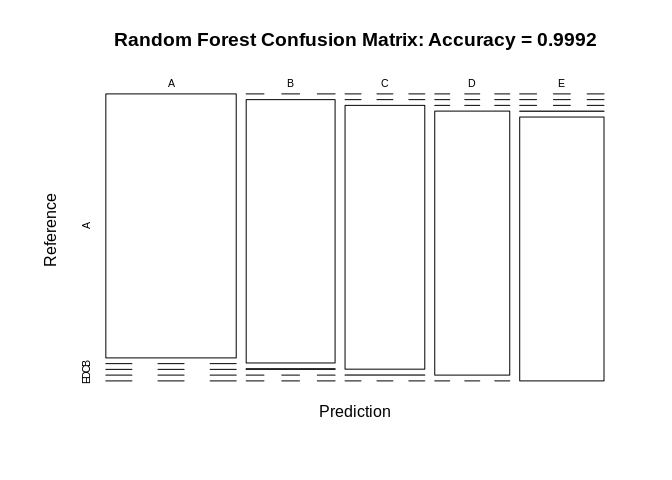 Random Forest Confusion Matrix: Accuracy = 0.9992
A B C D E
Reference
A
EDCB
Prediction